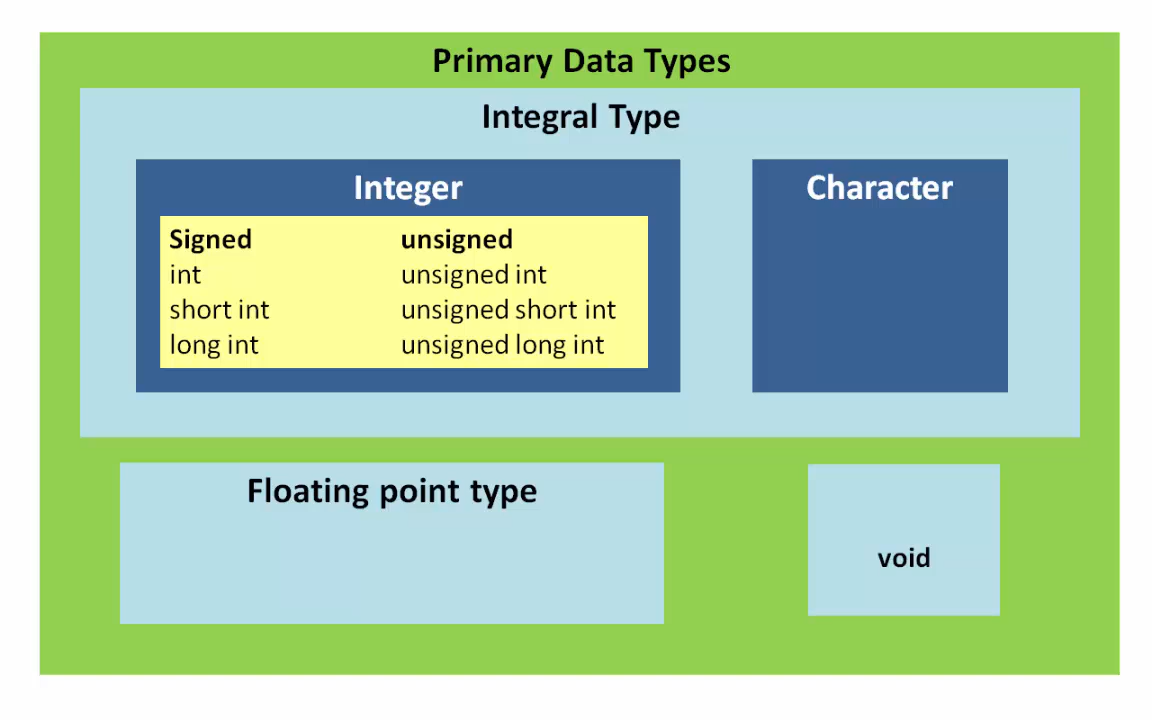 Primary Data Types
Integral Type
Integer
Signed unsigned
int unsigned int
short int unsigned short int
long int unsigned long int
Character
Floating point type
void